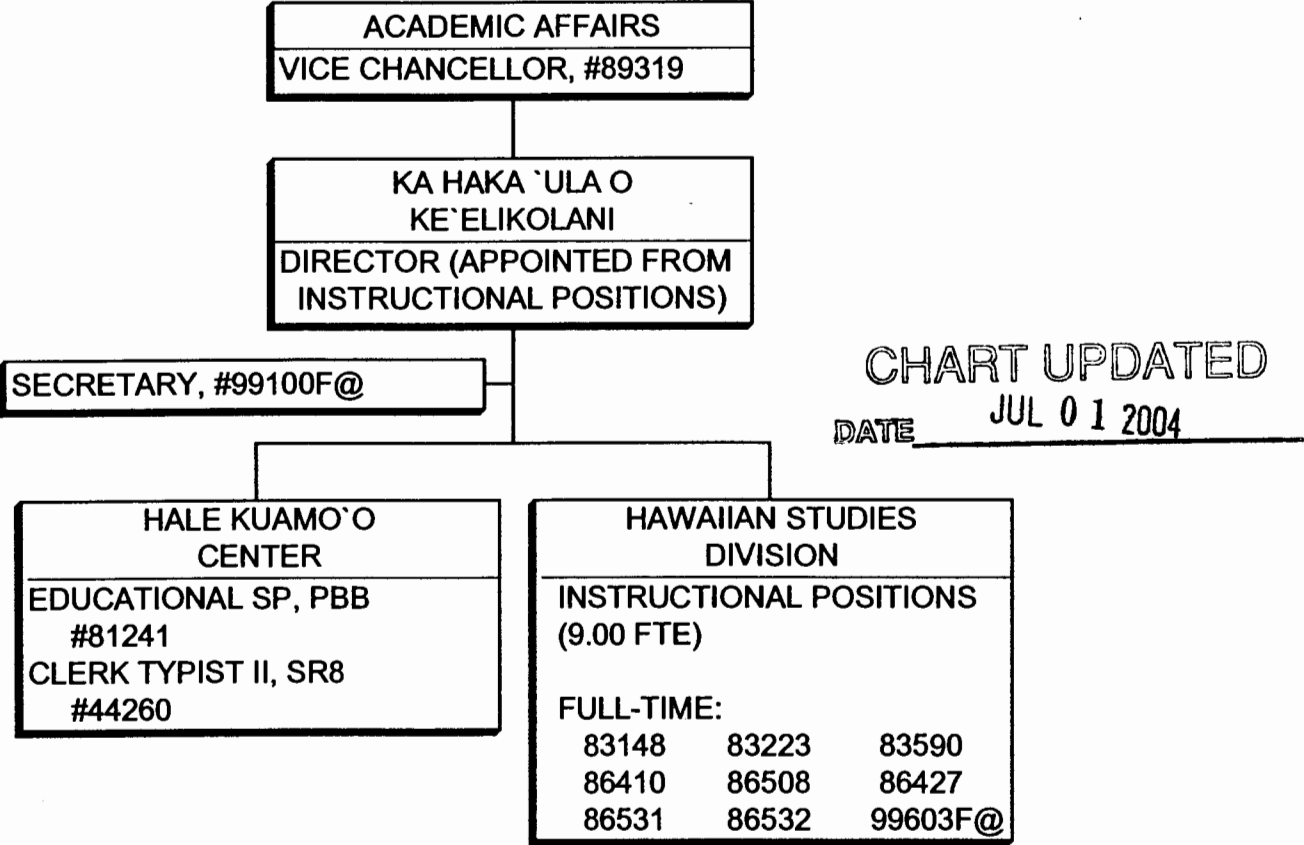 ACADEMIC AFFAIRS
VICE CHANCELLOR, #89319
KA HAKA `ULA O
KE`ELIKOLANI
DIRECTOR (APPOINTED FROM
INSTRUCTIONAL POSITIONS)
SECRETARY, #99100F@
CHART UPDATED
DATE JUL 01 2004
HALE KUAMO`O
CENTER
EDUCATIONAL SP, PBB
#81241
CLERK TYPIST II, SR8
#44260
HAWAIIAN STUDIES
DIVISION
INSTRUCTIONAL POSITIONS
(9.00 FTE)
FULL-TIME:
83148 83223 83590
86410 86508 86427
86531 86532 99603F@